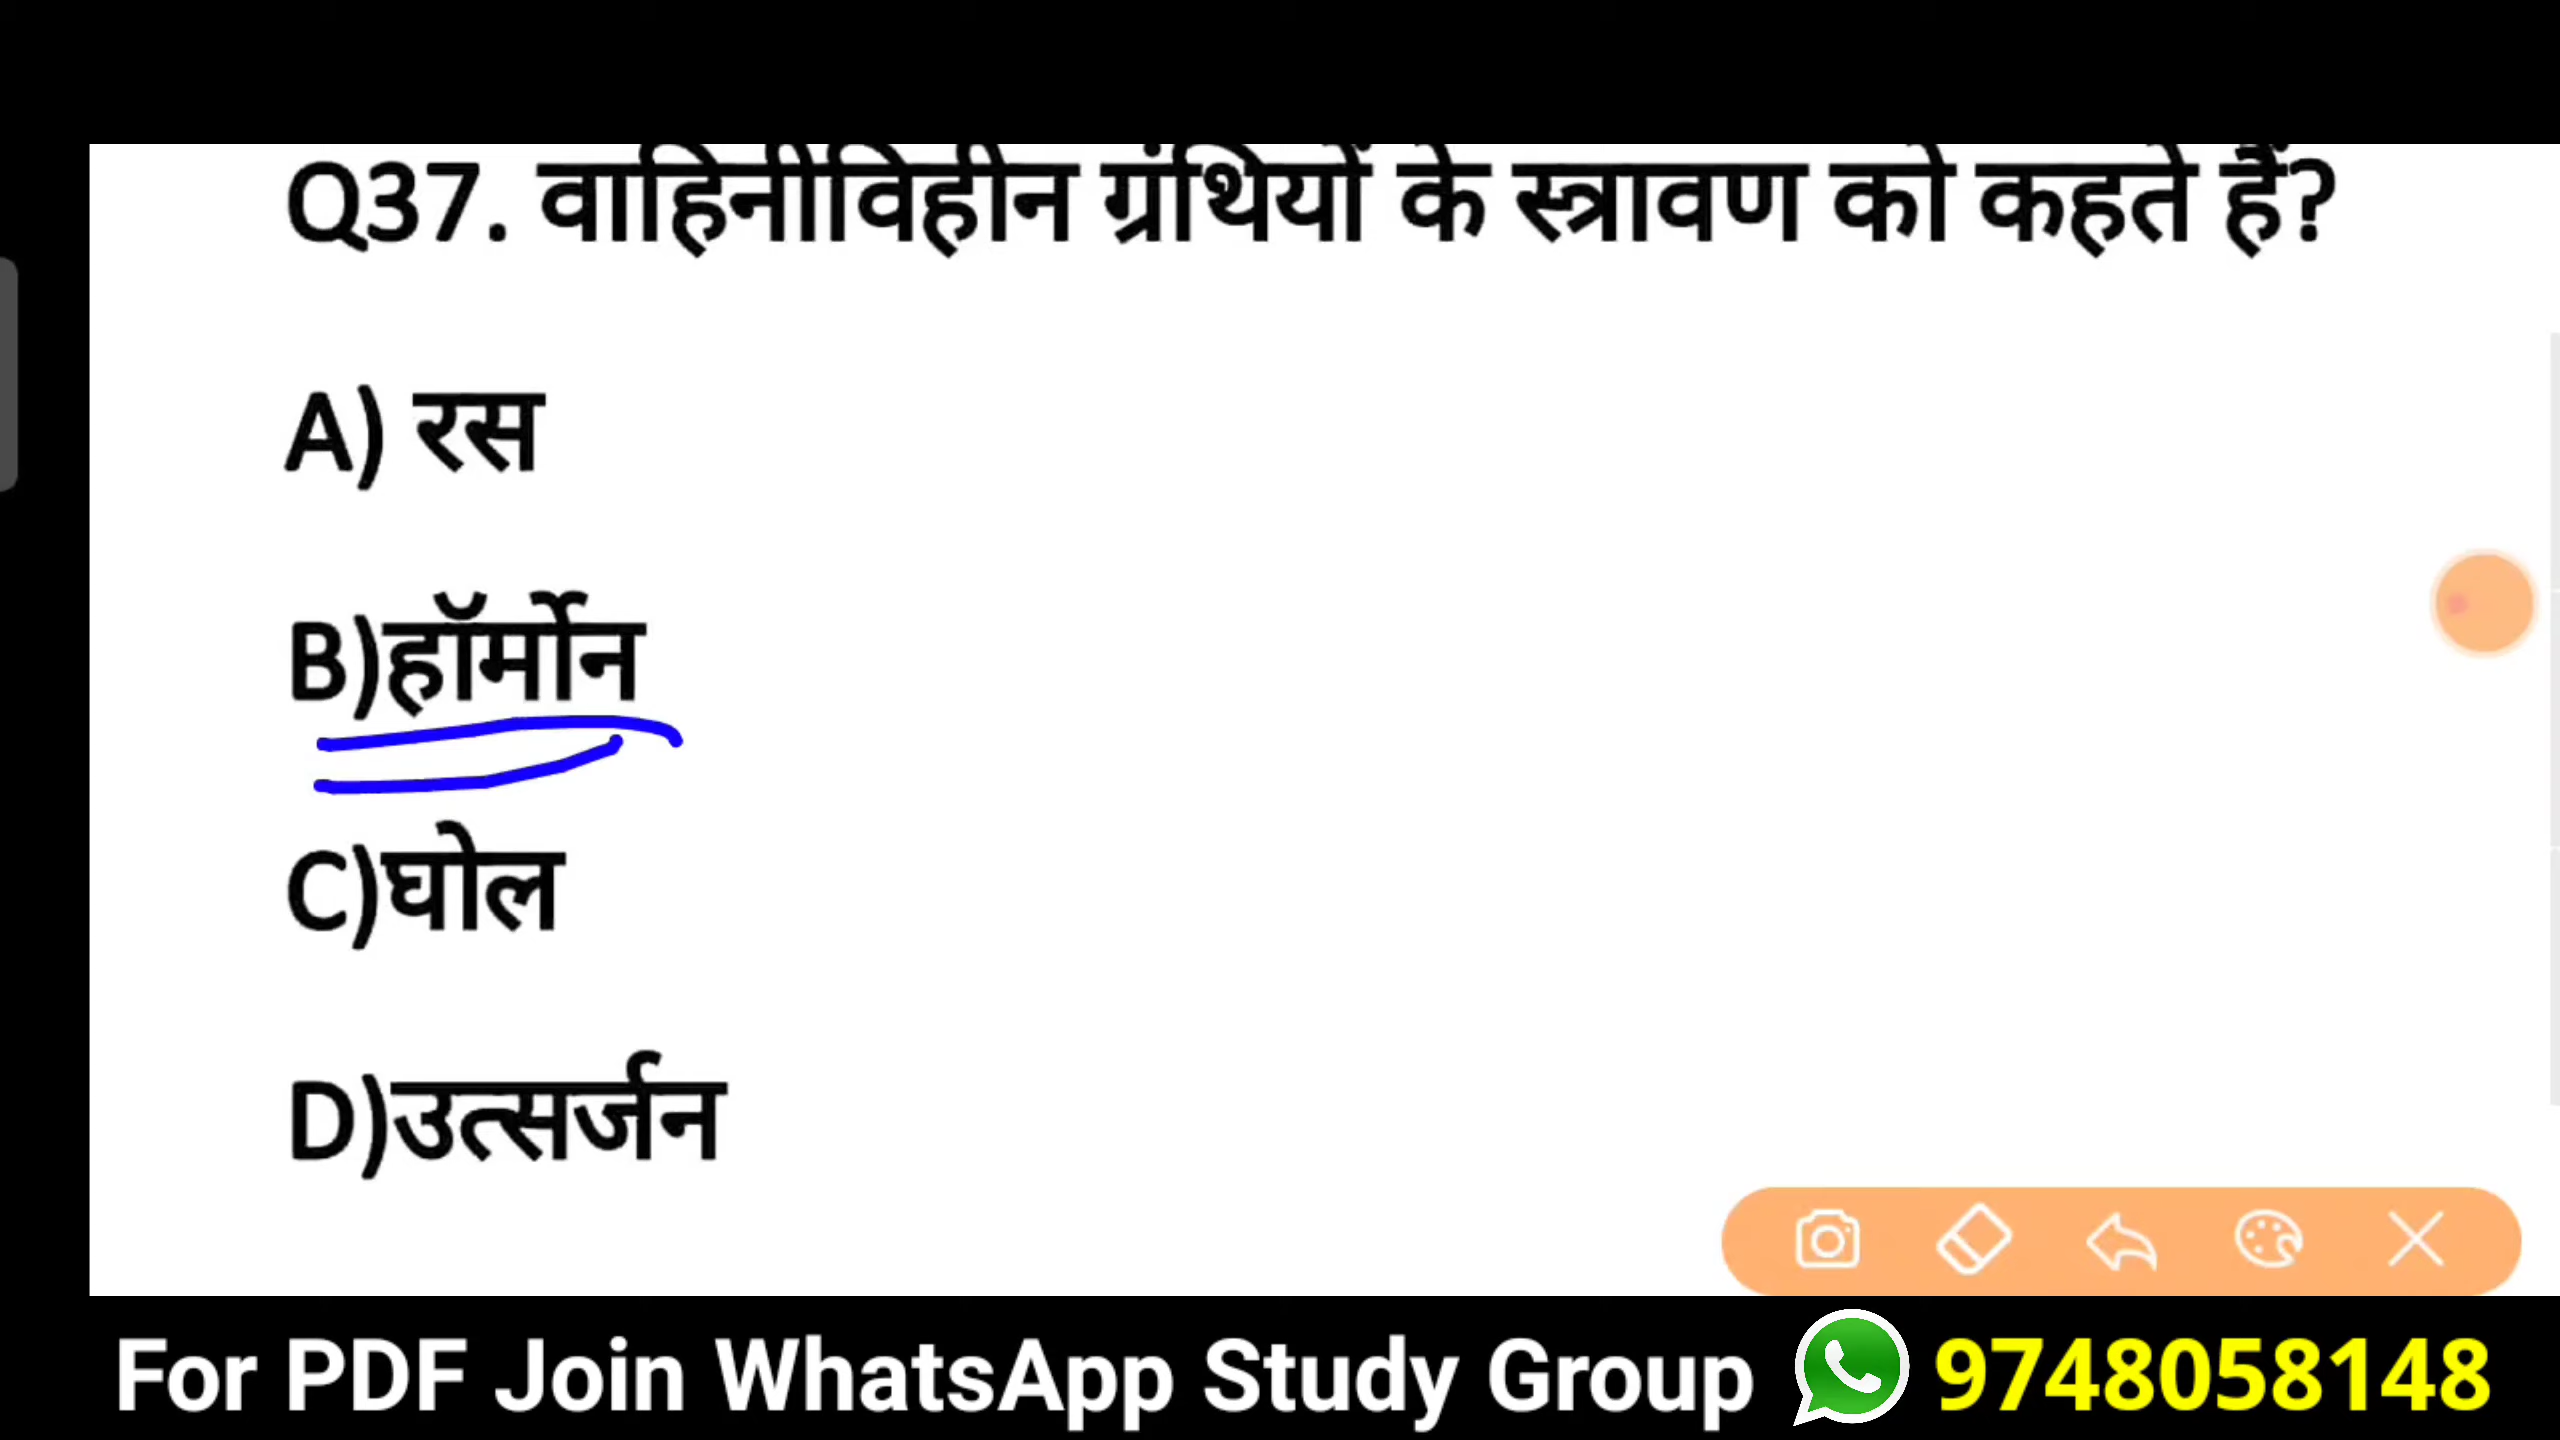 Q37. वाहिनीविहीन ग्रंथियों के स्त्रावण को कहते हैं?
A) रस
B)हॉर्मोन
C)घोल
D)उत्सर्जन
For PDF Join WhatsApp Study Group 9748058148